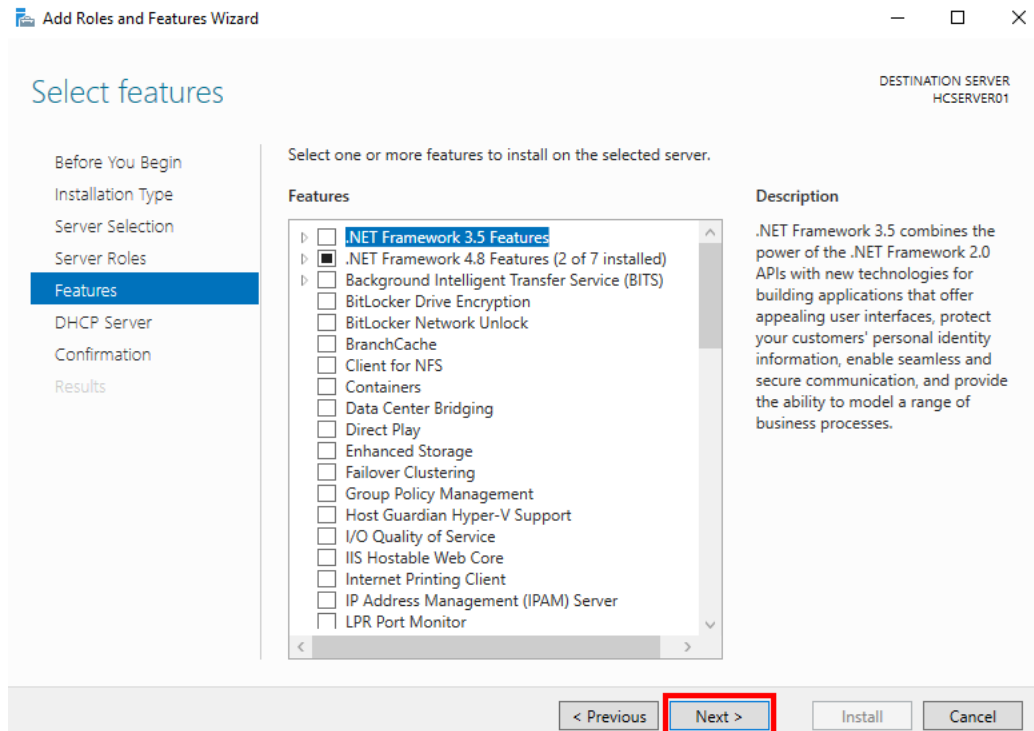 Add Roles and Features Wizard
Select features
DESTINATION SERVER
HCSERVER01
Before You Begin
Installation Type
Server Selection
Server Roles
Features
DHCP Server
Confirmation
Results
Select one or more features to install on the selected server.
Features
.NET Framework 3.5 Features
.NET Framework 4.8 Features (2 of 7 installed)
Background Intelligent Transfer Service (BITS)
BitLocker Drive Encryption
BitLocker Network Unlock
BranchCache
Client for NFS
Containers
Data Center Bridging
Direct Play
Enhanced Storage
Failover Clustering
Group Policy Management
Host Guardian Hyper-V Support
I/O Quality of Service
IIS Hostable Web Core
Internet Printing Client
IP Address Management (IPAM) Server
LPR Port Monitor
Description
.NET Framework 3.5 combines the
power of the .NET Framework 2.0
APIs with new technologies for
building applications that offer
appealing user interfaces, protect
your customers' personal identity
information, enable seamless and
secure communication, and provide
the ability to model a range of
business processes.
< Previous
Next >
Install
Cancel